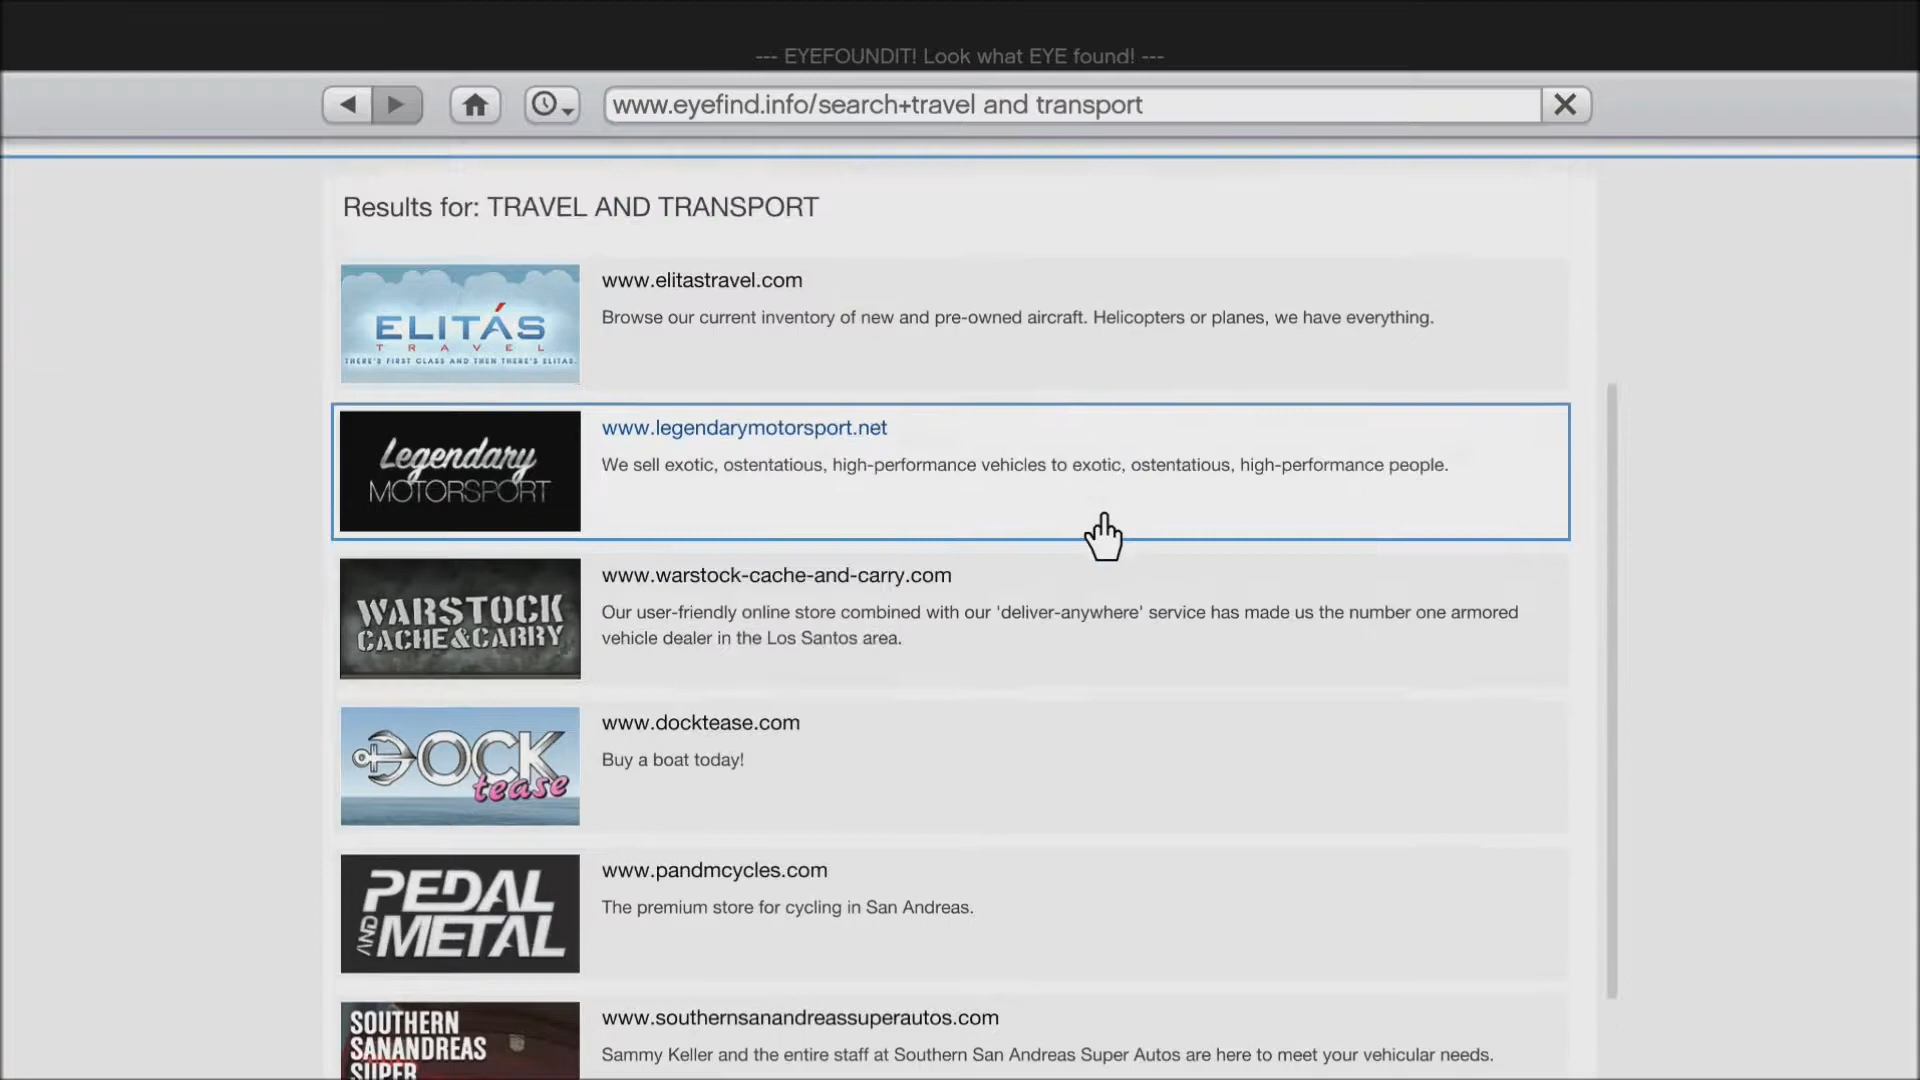 --- EYEFOUNDIT! Look what EYE found! ---
www.eyefind.info/search+travel and transport
Results for: TRAVEL AND TRANSPORT
ELITÁS
TRAVEL
THERE'S FIRST CLASS AND THEN THERE'S ELITAS.
www.elitastravel.com
Browse our current inventory of new and pre-owned aircraft. Helicopters or planes, we have everything.
Legendary
MOTORSPORT
www.legendarymotorsport.net
We sell exotic, ostentatious, high-performance vehicles to exotic, ostentatious, high-performance people.
WARSTOCK
CACHE&CARRY
www.warstock-cache-and-carry.com
Our user-friendly online store combined with our 'deliver-anywhere' service has made us the number one armored
vehicle dealer in the Los Santos area.
DOCK
tease
www.docktease.com
Buy a boat today!
PEDAL
AND METAL
www.pandmcycles.com
The premium store for cycling in San Andreas.
SOUTHERN
SANANDREAS
SUPER
www.southernsanandreassuperautos.com
Sammy Keller and the entire staff at Southern San Andreas Super Autos are here to meet your vehicular needs.